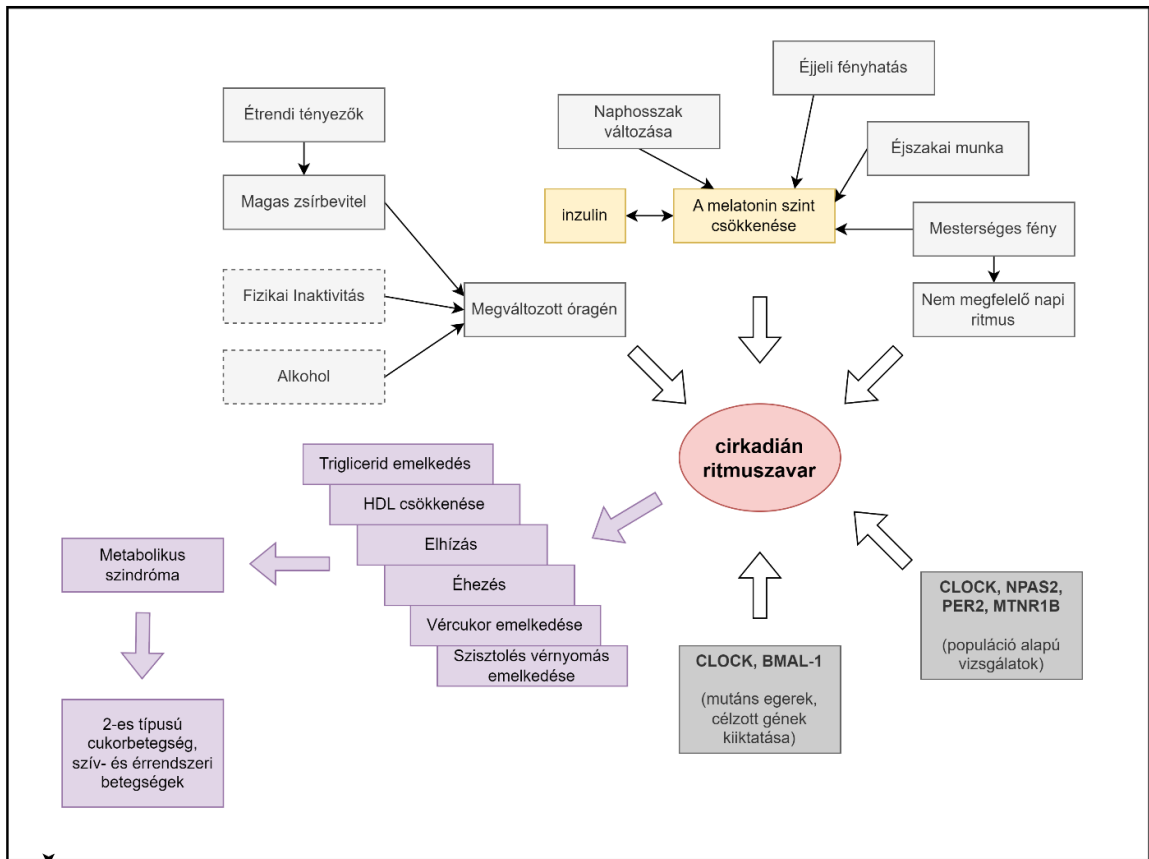 Éjjeli fényhatás
Étrendi tényezők
Naphosszak
változása
Éjszakai munka
Magas zsírbevitel
inzulin
A melatonin szint
csökkenése
Mesterséges fény
Fizikai Inaktivitás
Megváltozott óragén
Nem megfelelő napi
ritmus
Alkohol
cirkadián
ritmuszavar
Triglicerid emelkedés
HDL csökkenése
Elhízás
Éhezés
Vércukor emelkedése
Szisztolés vérnyomás
emelkedése
Metabolikus
szindróma
2-es típusú
cukorbetegség,
szív- és érrendszeri
betegségek
CLOCK, BMAL-1
(mutáns egerek,
célzott gének
kiiktatása)
CLOCK, NPAS2,
PER2, MTNR1B
(populáció alapú
vizsgálatok)